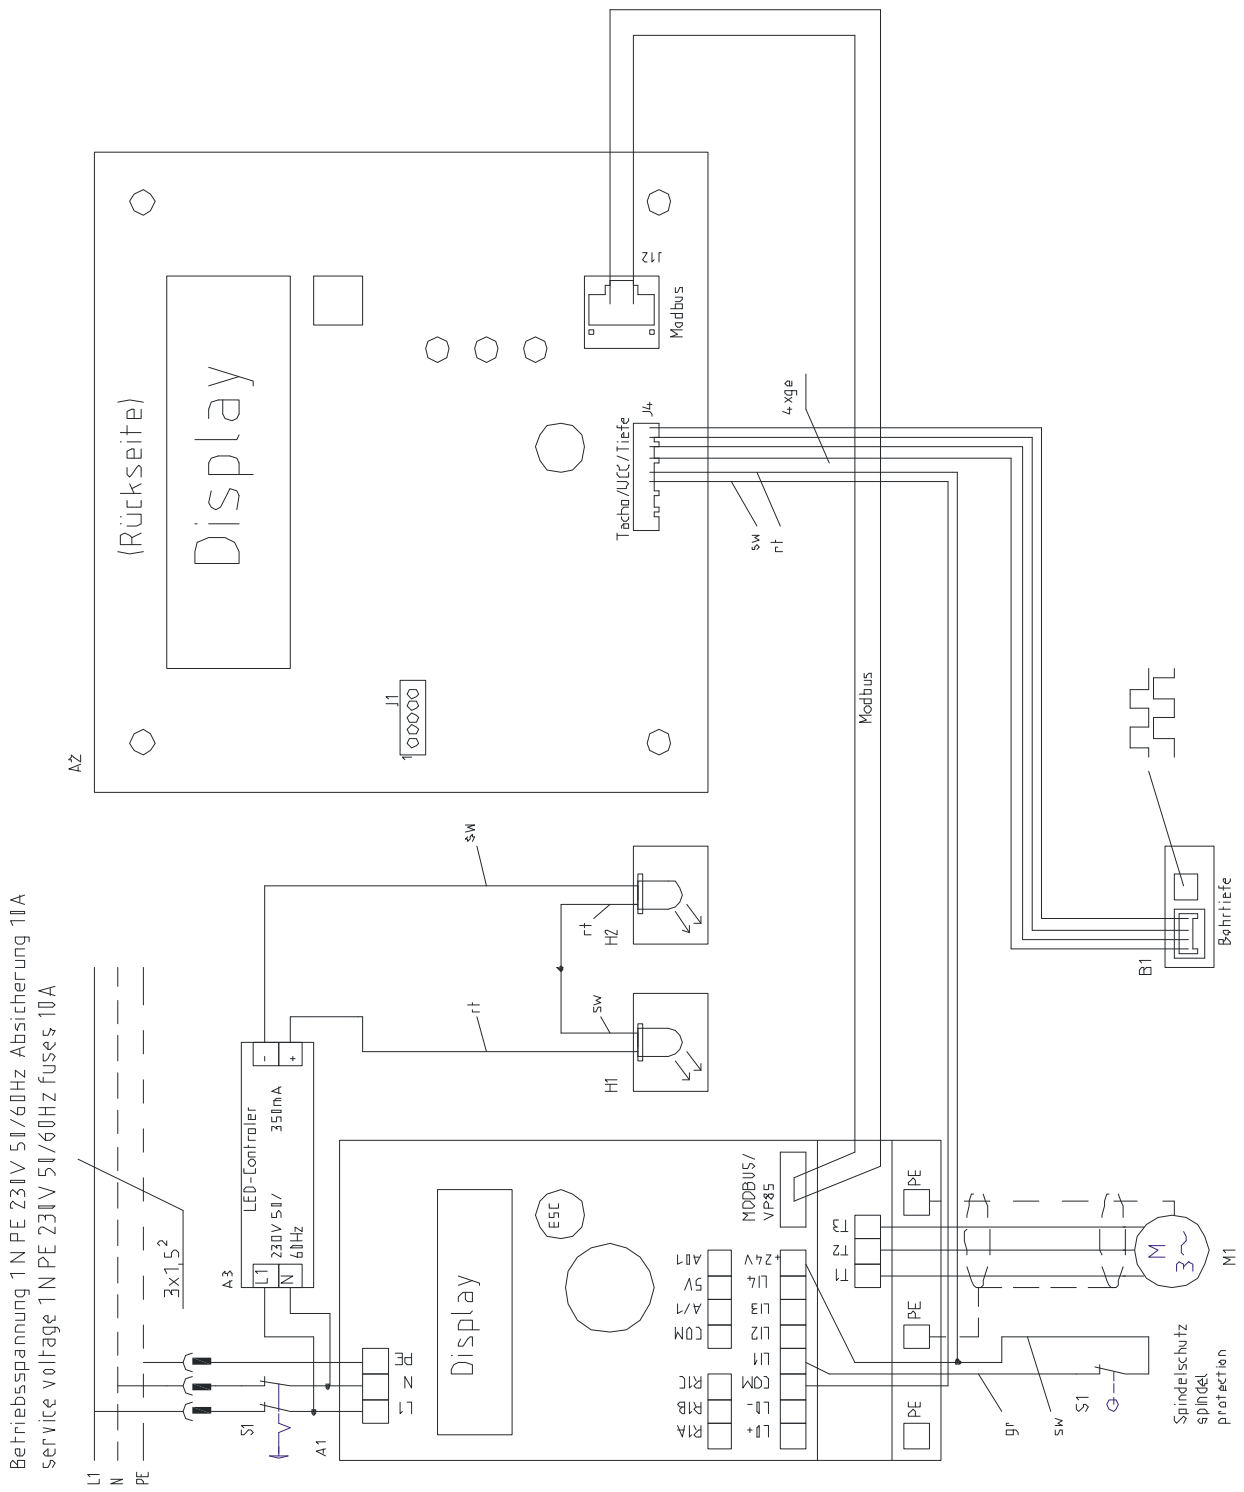 Betriebsspannung 1N PE 230V 50/60Hz Absicherung 10A
service voltage 1N PE 230V 50/60Hz fuses 10A
L1
N
PE
3x1,5²
S1
A3
L1
N
LED-Controler
230V 50/
60Hz
350mA
-
+
rt
sw
H1
sw
H2
rt
A1
L1
N
PE
Display
ESC
R1A
R1B
R1C
COM
A/1
5V
AO1
LO+
LO-
COM
LI1
LI2
LI3
LI4
+24V
MODBUS/
VP85
T1
T2
T3
PE
PE
PE
A2
(Rückseite)
Display
J1
1
Tacho/VCC/Tiefe
J4
Modbus
J12
sw
rt
4xge
Modbus
B1
Bohrtiefe
gr
sw
S1
Spindelschutz
spindel
protection
M
3~
M1